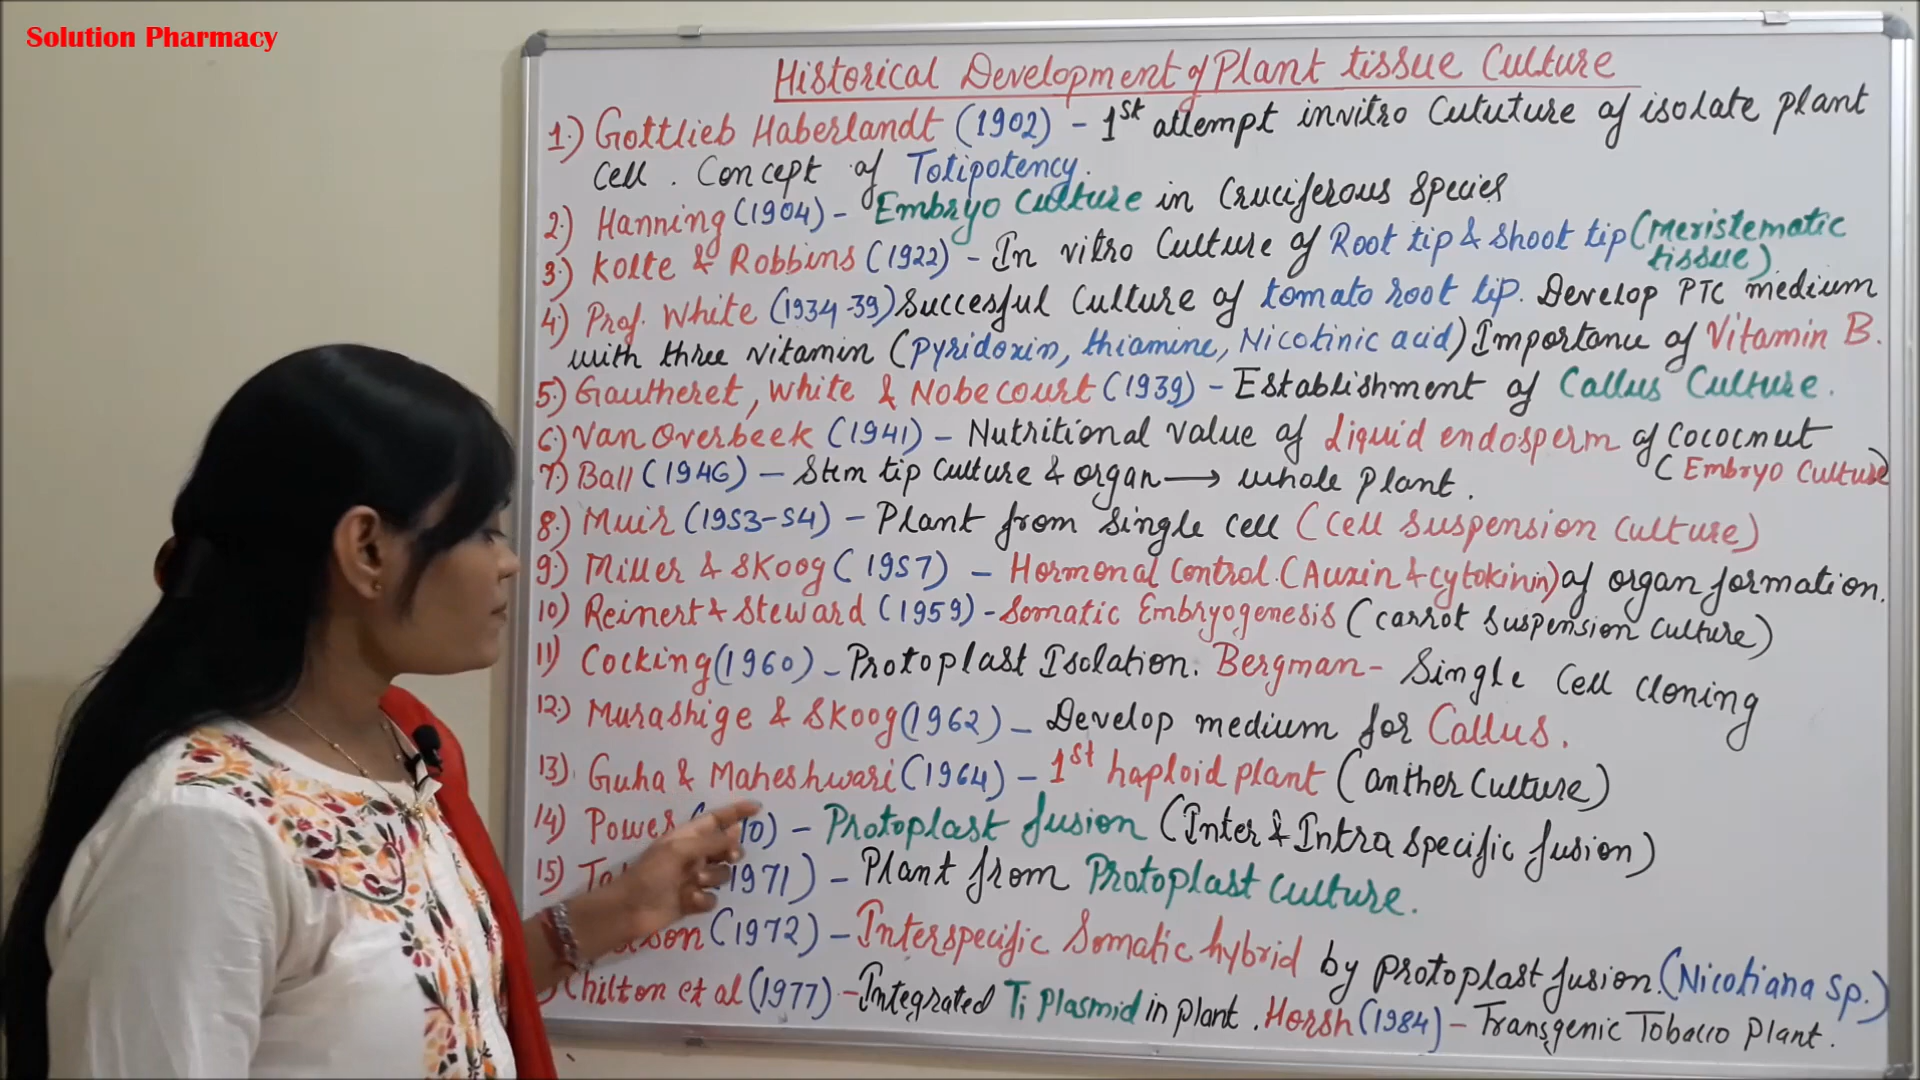 Solution Pharmacy
Historical Development of Plant tissue Culture
1.) Gottlieb Haberlandt (1902) - 1st attempt invitro Cututure of isolate plant
cell. Concept of Totipotency.
2.) Hanning (1904) - Embryo Culture in Cruciferous Species
3.) Kolte & Robbins (1922) - In vitro Culture of Root tip & Shoot tip (Meristematic
tissue)
4.) Prof. White (1934-39) Succesful Culture of tomato root tip. Develop PTC medium
with three vitamin (Pyridoxin, thiamine, Nicotinic acid) Importance of Vitamin B.
5.) Gautheret, White & Nobecourt (1939) - Establishment of Callus Culture.
6.) Van Overbeek (1941) - Nutritional value of Liquid endosperm of Cococnut
(Embryo Culture)
7.) Ball (1946) - Stem tip Culture & organ → whole plant.
8.) Muir (1953-54) - Plant from Single cell (Cell Suspension Culture)
9.) Miller & Skoog (1957) - Hormonal Control. (Auxin & Cytokinin) of organ formation.
10) Reinert & Steward (1959) - Somatic Embryogenesis (carrot Suspension culture)
11) Cocking (1960) - Protoplast Isolation. Bergman - Single Cell cloning
12.) Murashige & Skoog (1962) - Develop medium for Callus.
13). Guha & Maheshwari (1964) - 1st haploid plant (anther Culture)
14) Power 0) - Protoplast fusion (Inter & Intra specific fusion)
15) 1971) - Plant from Protoplast Culture.
(1972) - Interspecific Somatic hybrid by protoplast fusion. (Nicotiana sp.)
) Chilton et al (1977) - Integrated Ti Plasmid in plant. Horsh (1984) - Transgenic Tobacco Plant.